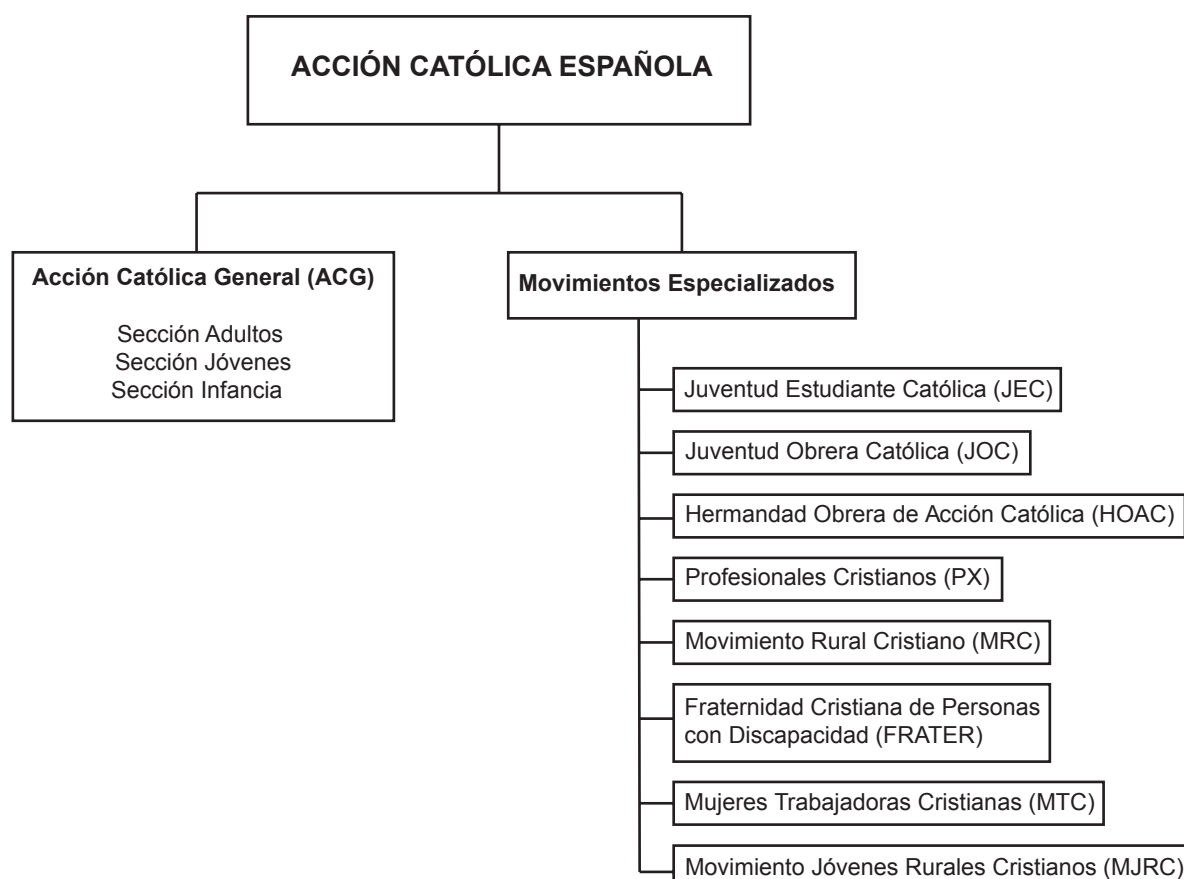 ACCIÓN CATÓLICA ESPAÑOLA
Acción Católica General (ACG)
Sección Adultos
Sección Jóvenes
Sección Infancia
Movimientos Especializados
Juventud Estudiante Católica (JEC)
Juventud Obrera Católica (JOC)
Hermandad Obrera de Acción Católica (HOAC)
Profesionales Cristianos (PX)
Movimiento Rural Cristiano (MRC)
Fraternidad Cristiana de Personas
con Discapacidad (FRATER)
Mujeres Trabajadoras Cristianas (MTC)
Movimiento Jóvenes Rurales Cristianos (MJRC)